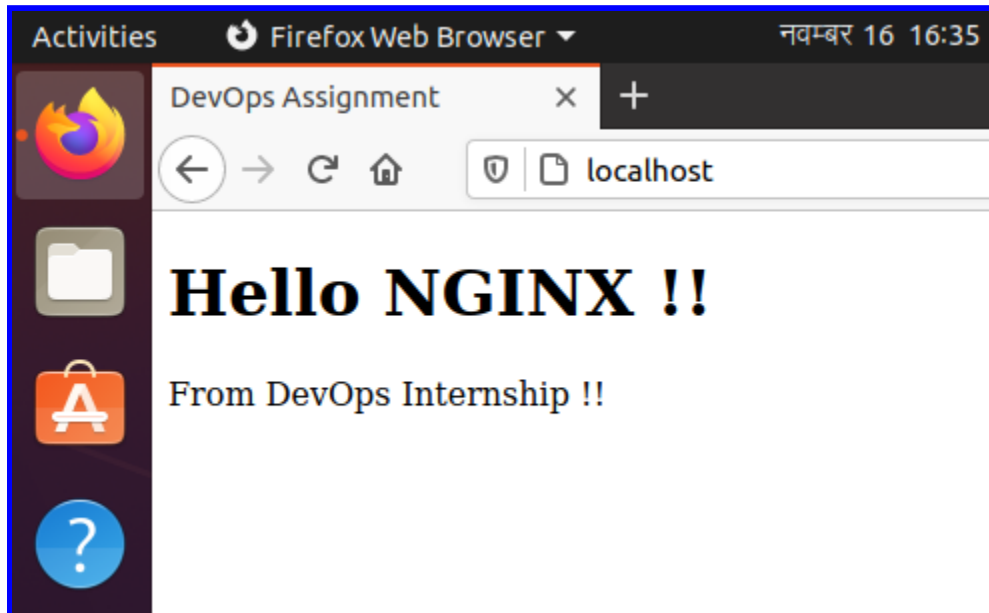 Activities Firefox Web Browser नवम्बर 16 16:35
DevOps Assignment
localhost
Hello NGINX !!
From DevOps Internship !!